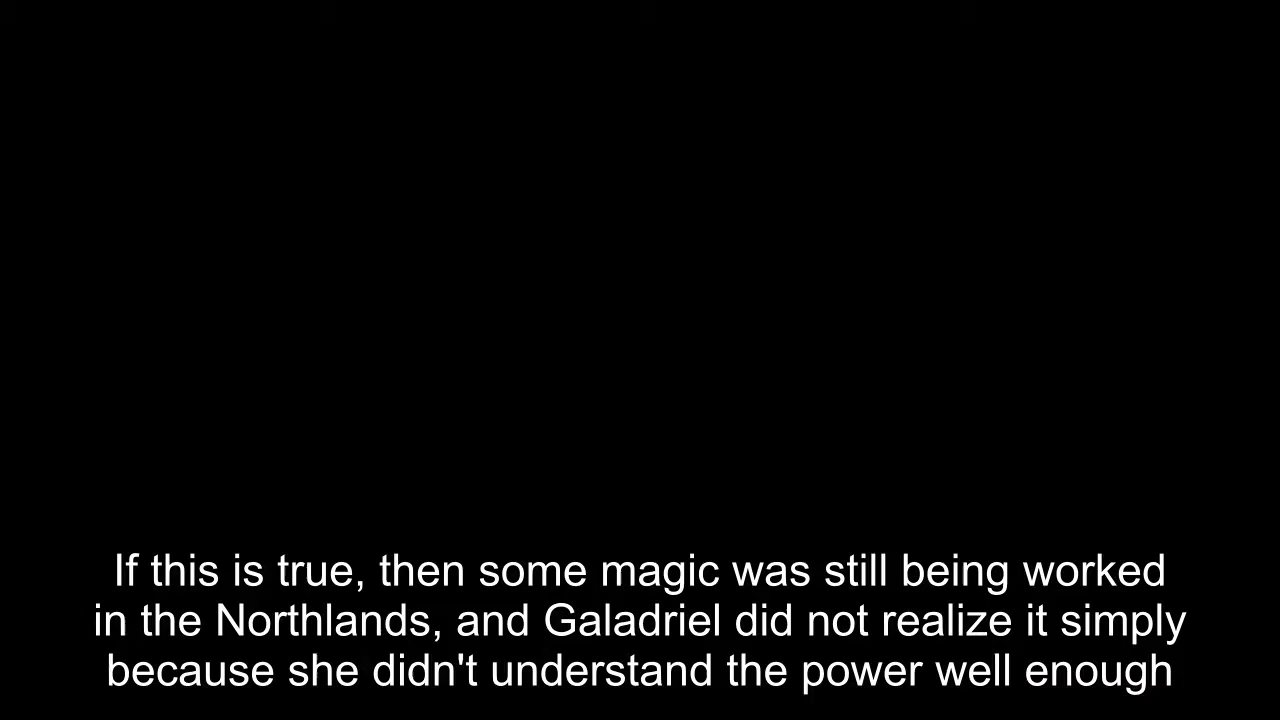 If this is true, then some magic was still being worked
in the Northlands, and Galadriel did not realize it simply
because she didn't understand the power well enough